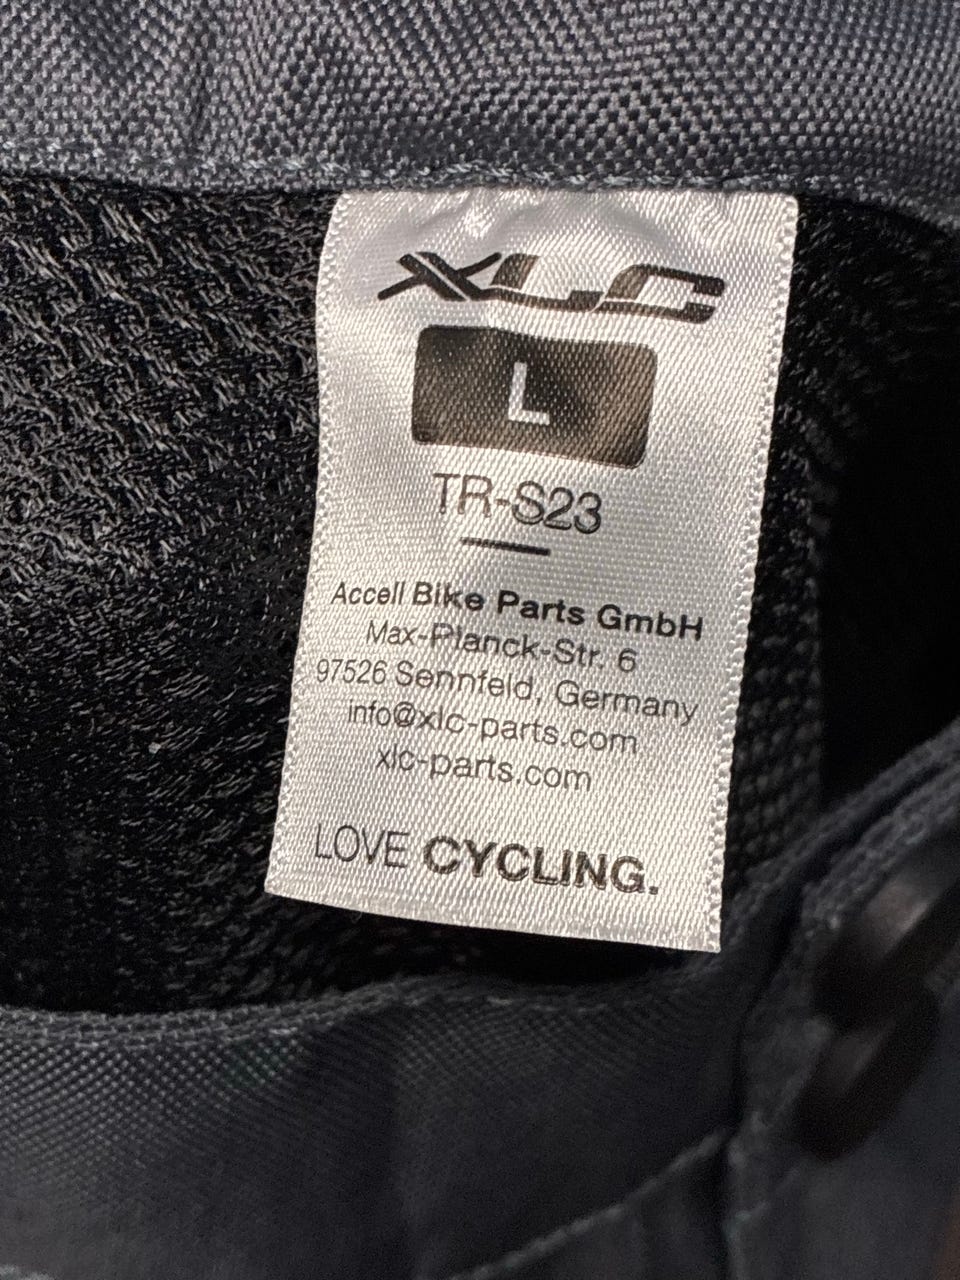 XLC
L
TR-S23
Accell Bike Parts GmbH
Max-Planck-Str. 6
97526 Sennfeld, Germany
info@xlc-parts.com
xlc-parts.com
LOVE CYCLING.